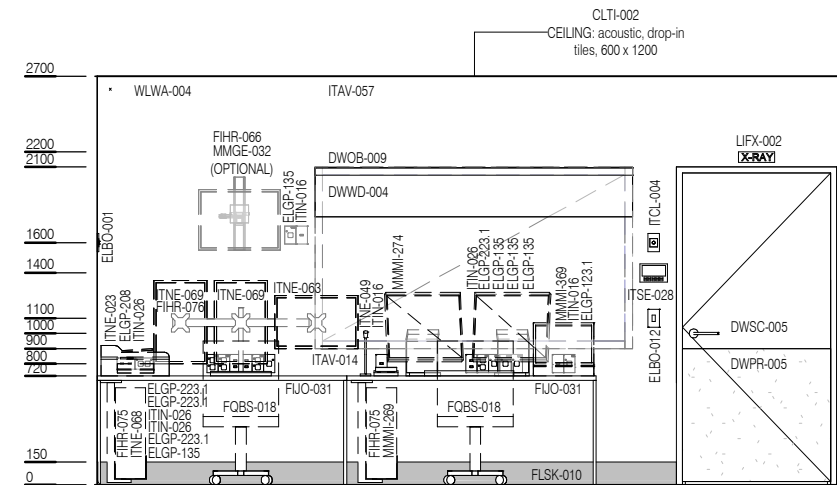 CLTI-002
CEILING: acoustic, drop-in
tiles, 600 x 1200
2700
WLWA-004
ITAV-057
2200
2100
FIHR-066
MMGE-032
(OPTIONAL)
DWOB-009
LIFX-002
X-RAY
DWWD-004
ELGP-135
ITIN-016
ITCL-004
ELBO-001
1600
1400
MMMI-274
ITIN-026
ELGP-223.1
ELGP-135
ELGP-135
ELGP-135
ITSE-028
ITNE-069
FIHR-076
ITNE-069
ITNE-063
ITNE-049
ITIN-016
MMMI-369
ITIN-016
ELGP-123.1
ITNE-023
ELGP-208
ITIN-026
1100
1000
900
800
720
ELBO-012
DWSC-005
ITAV-014
DWPR-005
FIHR-075
ITNE-068
ELGP-223.1
ELGP-223.1
ITIN-026
ITIN-026
ELGP-223.1
ELGP-135
FIJO-031
FQBS-018
FIHR-075
MMMI-269
FQBS-018
FIJO-031
150
FLSK-010
0